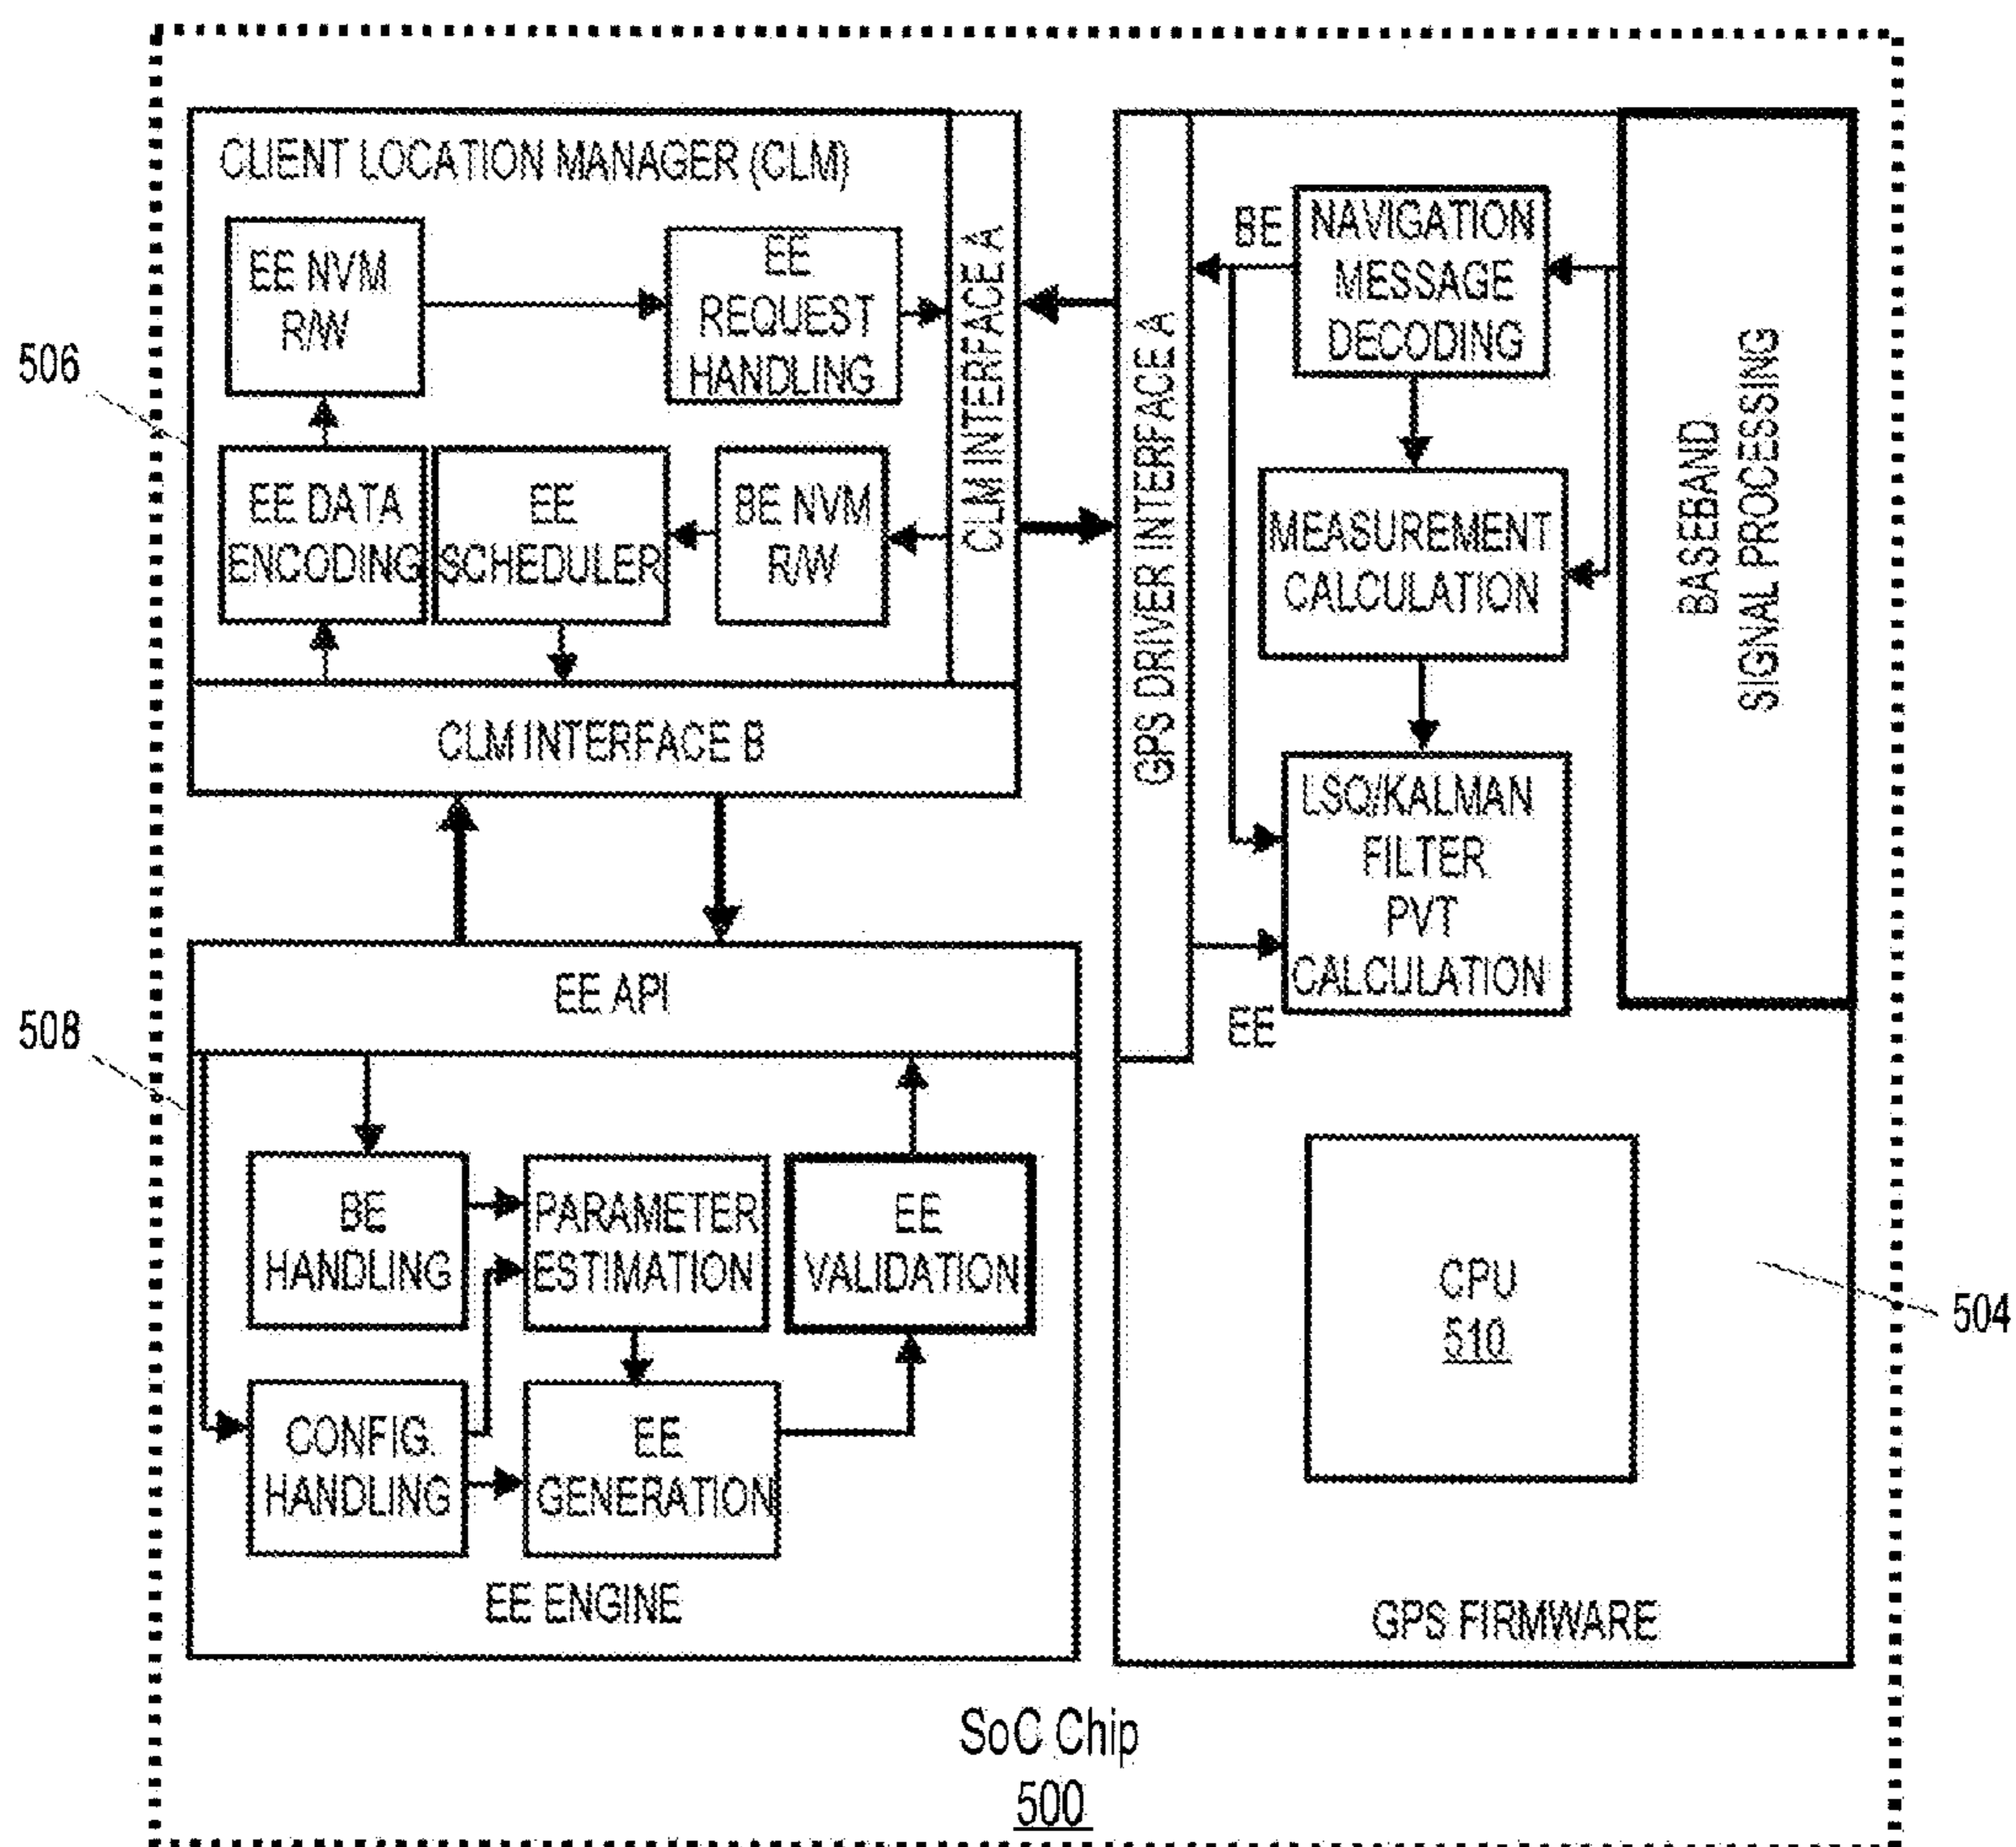 CLIENT LOCATION MANAGER (CLM)
EE NVM
R/W
EE
REQUEST
HANDLING
CLM INTERFACE A
506
EE DATA
ENCODING
EE
SCHEDULER
BE NVM
R/W
CLM INTERFACE B
GPS DRIVER INTERFACE A
BE
NAVIGATION
MESSAGE
DECODING
MEASUREMENT
CALCULATION
LSQ/KALMAN
FILTER
PVT
CALCULATION
EE
BASEBAND
SIGNAL PROCESSING
EE API
508
BE
HANDLING
PARAMETER
ESTIMATION
EE
VALIDATION
CONFIG.
HANDLING
EE
GENERATION
EE ENGINE
CPU
510
504
GPS FIRMWARE
SoC Chip
500